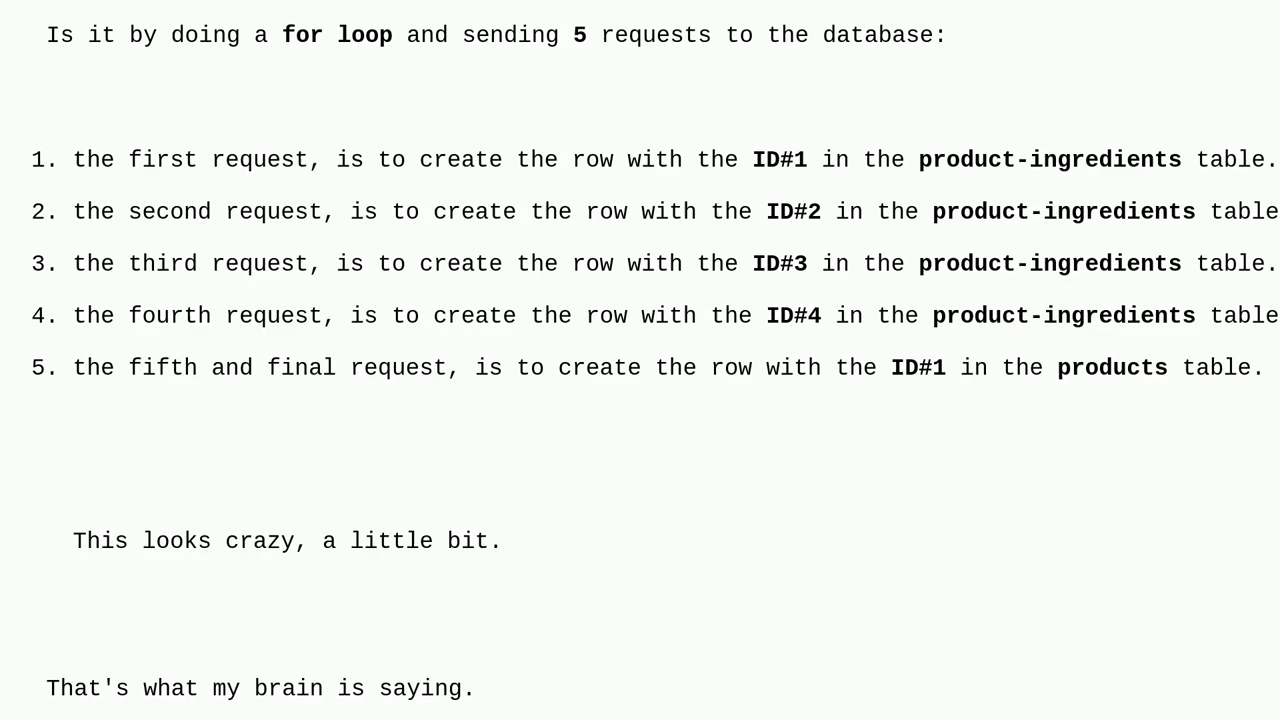 Is it by doing a for loop and sending 5 requests to the database:
1. the first request, is to create the row with the ID#1 in the product-ingredients table.
2. the second request, is to create the row with the ID#2 in the product-ingredients table
3. the third request, is to create the row with the ID#3 in the product-ingredients table.
4. the fourth request, is to create the row with the ID#4 in the product-ingredients table
5. the fifth and final request, is to create the row with the ID#1 in the products table.
This looks crazy, a little bit.
That's what my brain is saying.